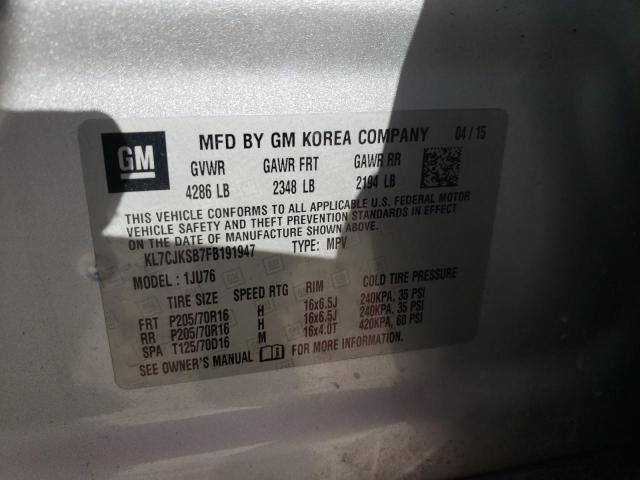 GM MFD BY GM KOREA COMPANY 04 / 15
GVWR GAWR FRT GAWR RR
4286 LB 2348 LB 2194 LB
THIS VEHICLE CONFORMS TO ALL APPLICABLE U.S. FEDERAL MOTOR
VEHICLE SAFETY AND THEFT PREVENTION STANDARDS IN EFFECT
ON THE DATE OF MANUFACTURE SHOWN ABOVE.
KL7CJKSB7FB191947 TYPE: MPV
MODEL : 1JU76
TIRE SIZE SPEED RTG RIM COLD TIRE PRESSURE
FRT P205/70R16 H 16x6.5J 240KPA, 35 PSI
RR P205/70R16 H 16x6.5J 240KPA, 35 PSI
SPA T125/70D16 M 16x4.0T 420KPA, 60 PSI
SEE OWNER'S MANUAL FOR MORE INFORMATION.